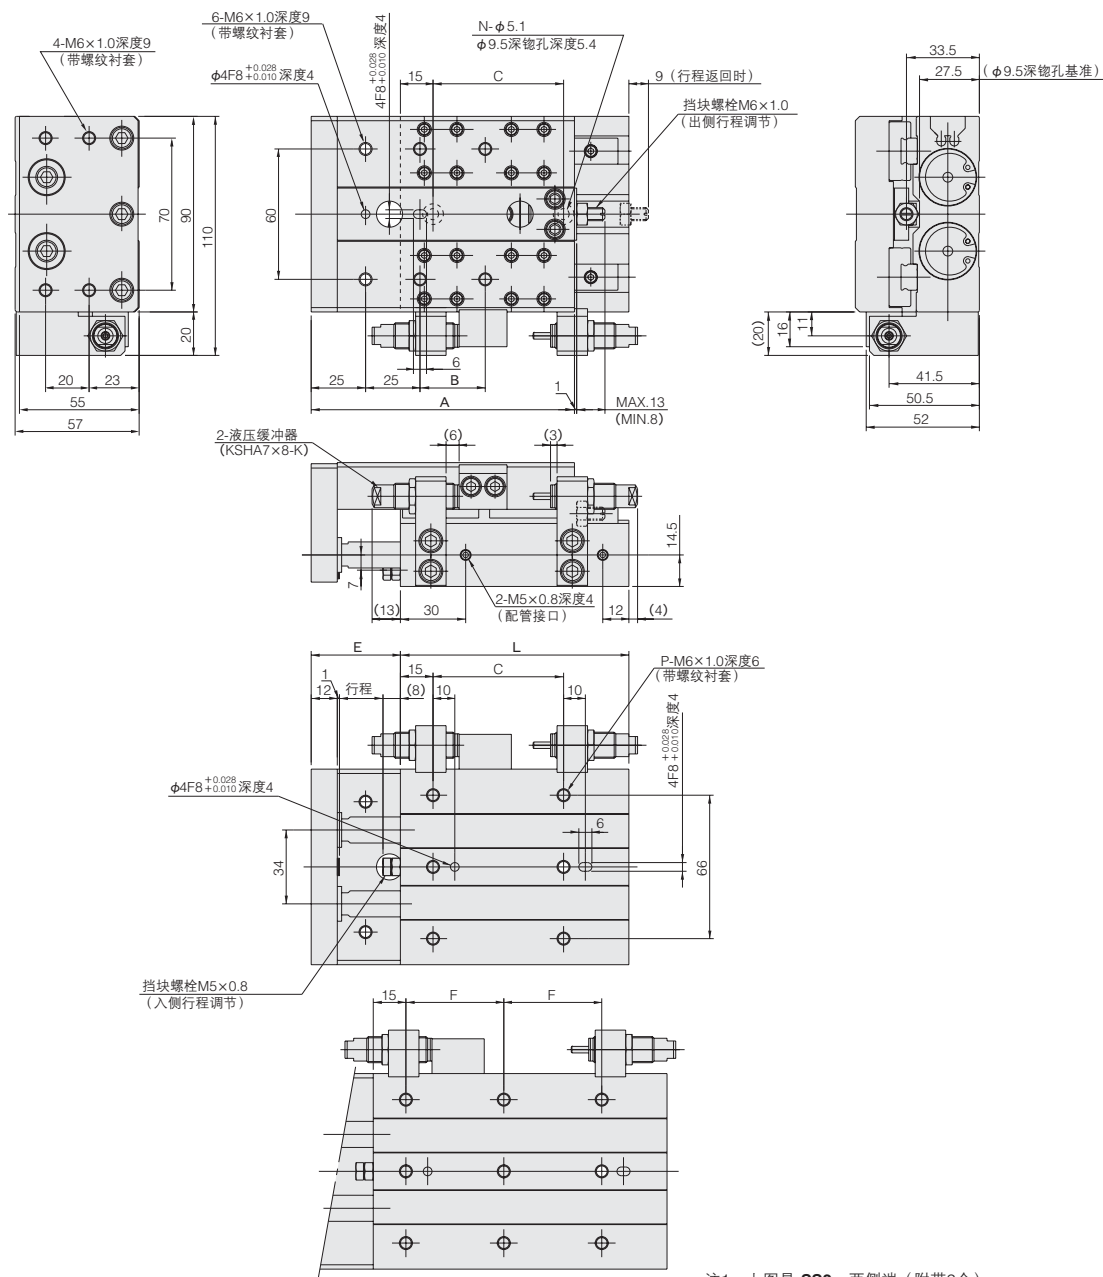 6-M6×1.0深度9
(带螺纹衬套)
4-M6×1.0深度9
(带螺纹衬套)
φ4F8 +0.028 +0.010 深度4
4F8 +0.028 +0.010 深度4
15
C
N-φ5.1
φ9.5深锪孔深度5.4
9(行程返回时)
挡块螺栓M6×1.0
(出侧行程调节)
33.5
27.5
(φ9.5深锪孔基准)
70
90
110
20
20
23
55
57
60
25
25
6
B
A
1
MAX.13
(MIN.8)
(20)
16
11
41.5
50.5
52
2-液压缓冲器
(KSHA7×8-K)
(6)
(3)
14.5
7
(13)
30
2-M5×0.8深度4
(配管接口)
12
(4)
E
L
1
12
行程
(8)
15
10
C
10
P-M6×1.0深度6
(带螺纹衬套)
4F8 +0.028 +0.010 深度4
φ4F8 +0.028 +0.010 深度4
6
34
66
挡块螺栓M5×0.8
(入侧行程调节)
15
F
F